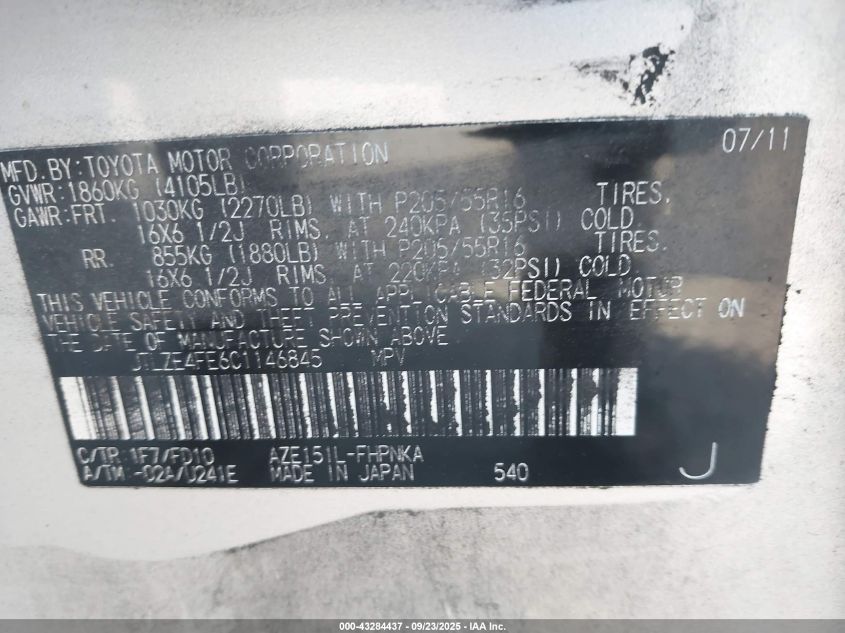 07/11
MFD.BY:TOYOTA MOTOR CORPORATION
GVWR:1860KG (4105LB)
GAWR:FRT. 1030KG (2270LB) WITH P205/55R16 TIRES.
16X6 1/2J RIMS. AT 240KPA (35PSI) COLD.
RR. 855KG (1880LB) WITH P205/55R16 TIRES.
16X6 1/2J RIMS. AT 220KPA (32PSI) COLD
THIS VEHICLE CONFORMS TO ALL APPLICABLE FEDERAL MOTOR
VEHICLE SAFETY AND THEFT PREVENTION STANDARDS IN EFFECT ON
THE DATE OF MANUFACTURE SHOWN ABOVE.
JTLZE4FE6C1146845 MPV
C/TR: 1F7/FD10 AZE151L-FHPNKA
A/TM -02A/U241E MADE IN JAPAN 540 J
000-43284437 - 09/23/2025 - IAA Inc.